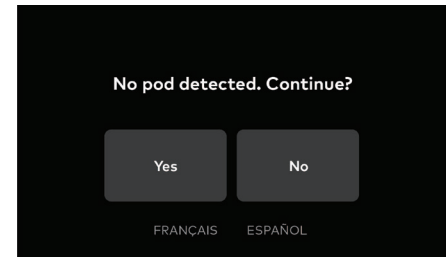 No pod detected. Continue?
Yes No
FRANÇAIS ESPAÑOL